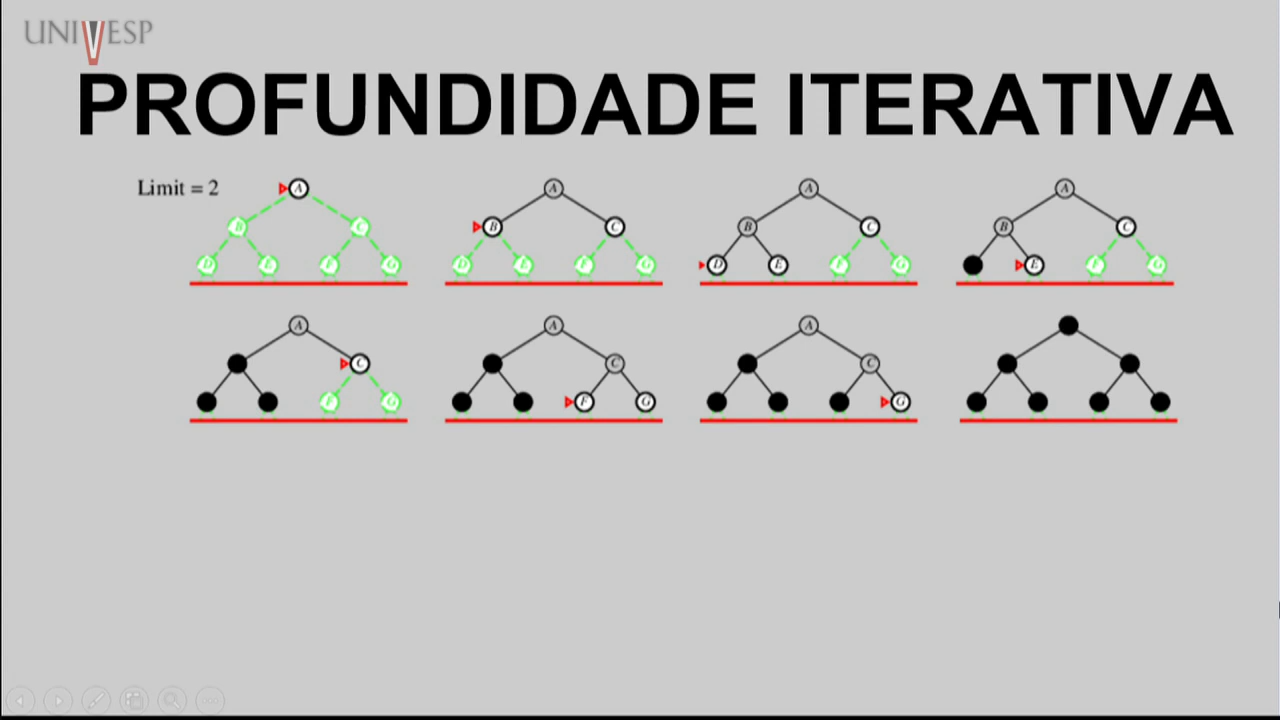 UNIVESP
PROFUNDIDADE ITERATIVA
Limit = 2
A A A A
B C B C B C B C
D E F G D E F G D E F G E F G
A A A
C C C
F G F G G